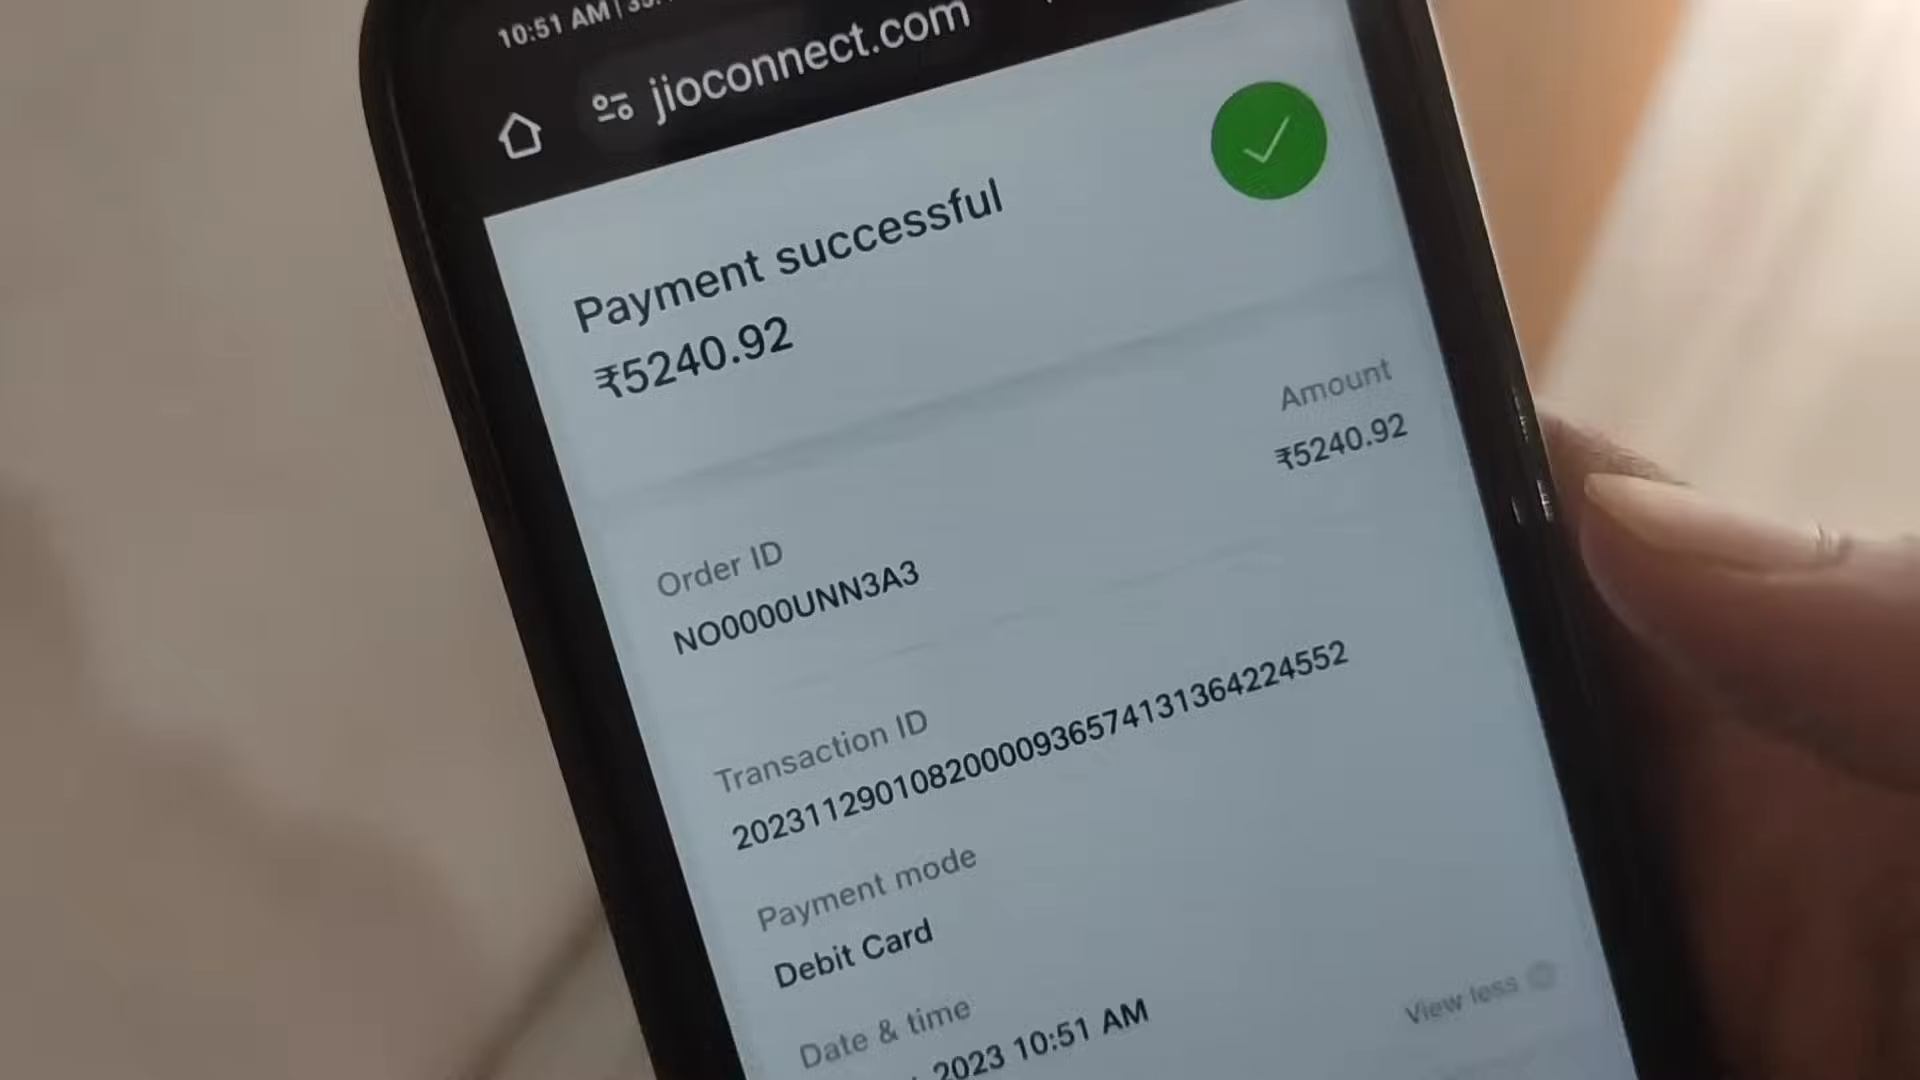 10:51 AM |
jioconnect.com
Payment successful
₹5240.92
Amount
₹5240.92
Order ID
NO0000UNN3A3
Transaction ID
20231129010820000936574131364224552
Payment mode
Debit Card
Date & time
2023 10:51 AM
View less